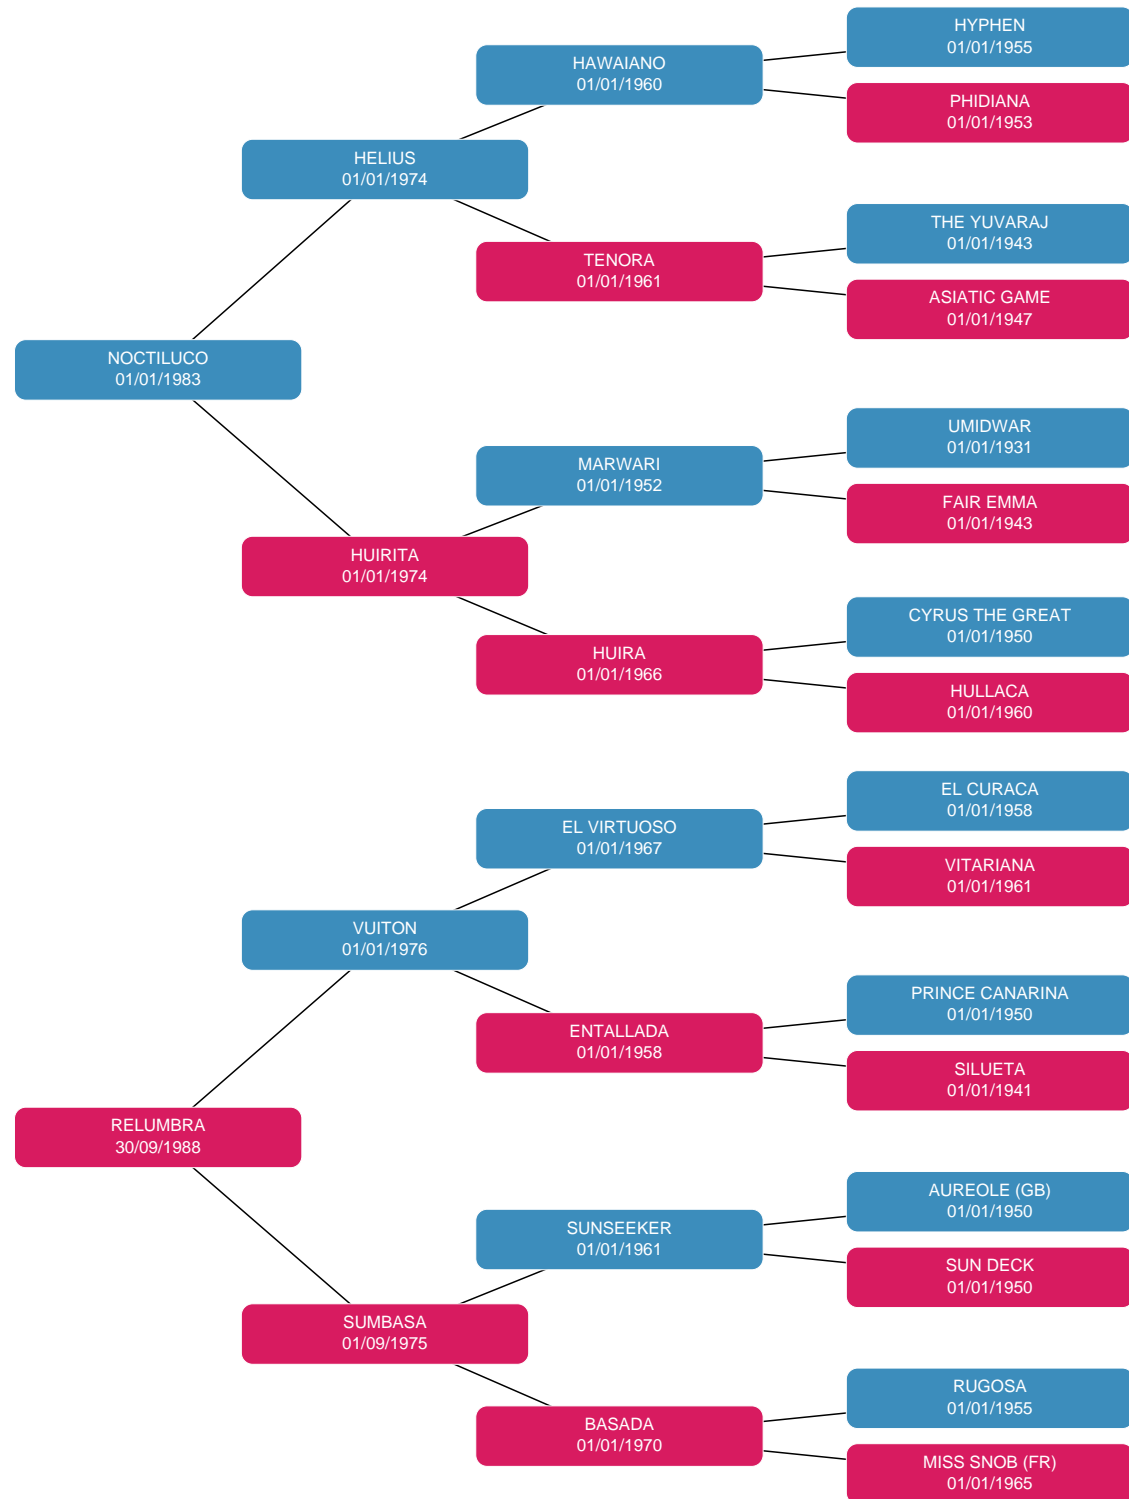 HYPHEN
01/01/1955
HAWAIANO
01/01/1960
PHIDIANA
01/01/1953
HELIUS
01/01/1974
THE YUVARAJ
01/01/1943
TENORA
01/01/1961
ASIATIC GAME
01/01/1947
NOCTILUCO
01/01/1983
UMIDWAR
01/01/1931
MARWARI
01/01/1952
FAIR EMMA
01/01/1943
HUIRITA
01/01/1974
CYRUS THE GREAT
01/01/1950
HUIRA
01/01/1966
HULLACA
01/01/1960
EL CURACA
01/01/1958
EL VIRTUOSO
01/01/1967
VITARIANA
01/01/1961
VUITON
01/01/1976
PRINCE CANARINA
01/01/1950
ENTALLADA
01/01/1958
SILUETA
01/01/1941
RELUMBRA
30/09/1988
AUREOLE (GB)
01/01/1950
SUNSEEKER
01/01/1961
SUN DECK
01/01/1950
SUMBASA
01/09/1975
RUGOSA
01/01/1955
BASADA
01/01/1970
MISS SNOB (FR)
01/01/1965